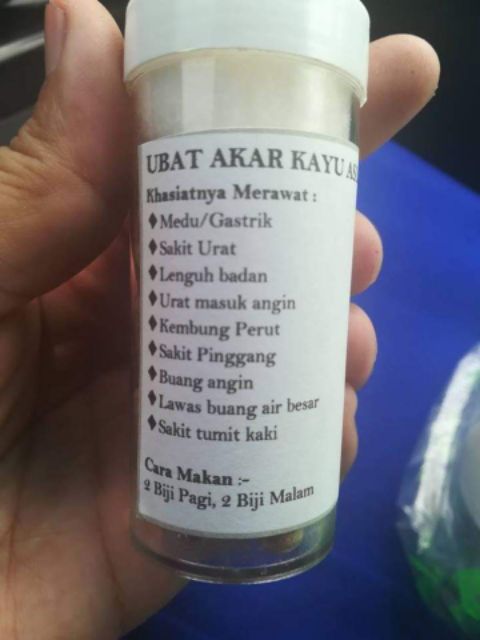 UBAT AKAR KAYU
Khasiatnya Merawat :
♦Medu/Gastrik
♦Sakit Urat
♦Lenguh badan
♦Urat masuk angin
♦Kembung Perut
♦Sakit Pinggang
♦Buang angin
♦Lawas buang air besar
♦Sakit tumit kaki
Cara Makan :-
2 Biji Pagi, 2 Biji Malam